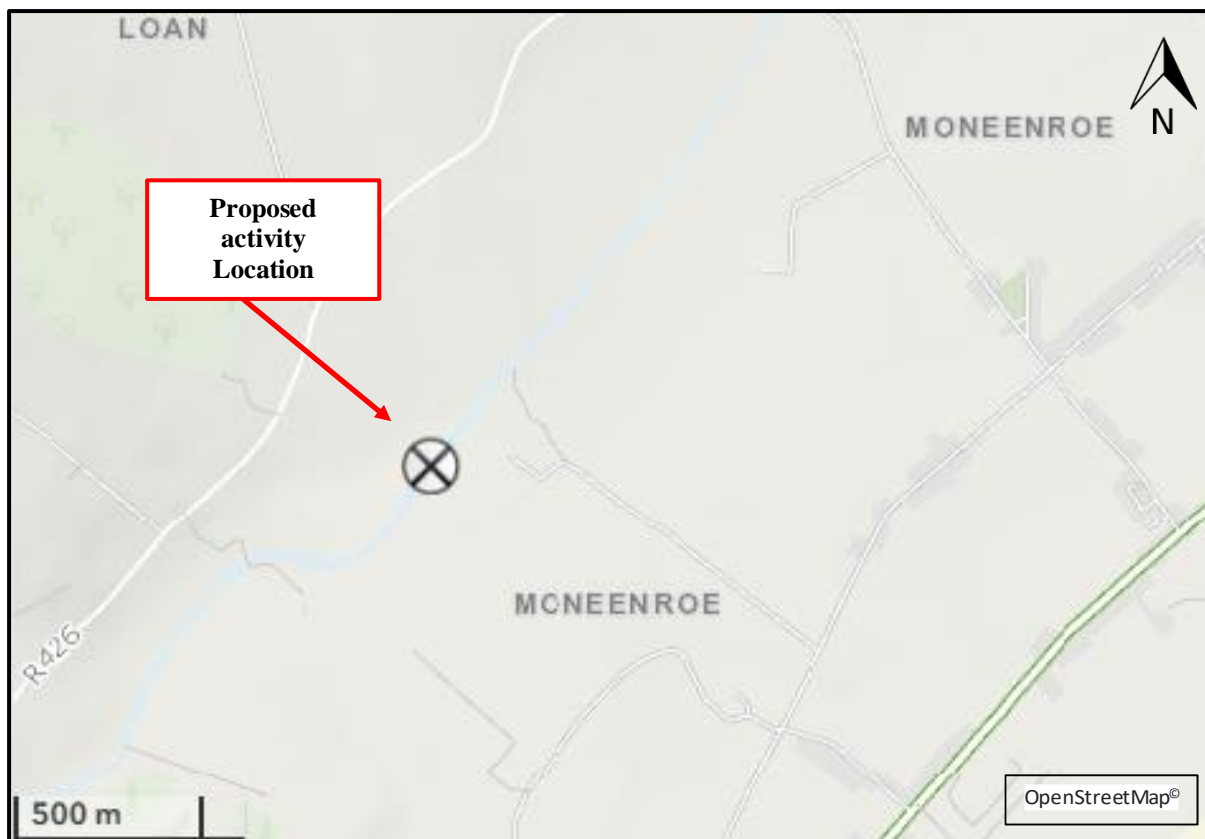 LOAN
MONEENROE
N
Proposed
activity
Location
MONEENROE
R426
500 m
OpenStreetMap©